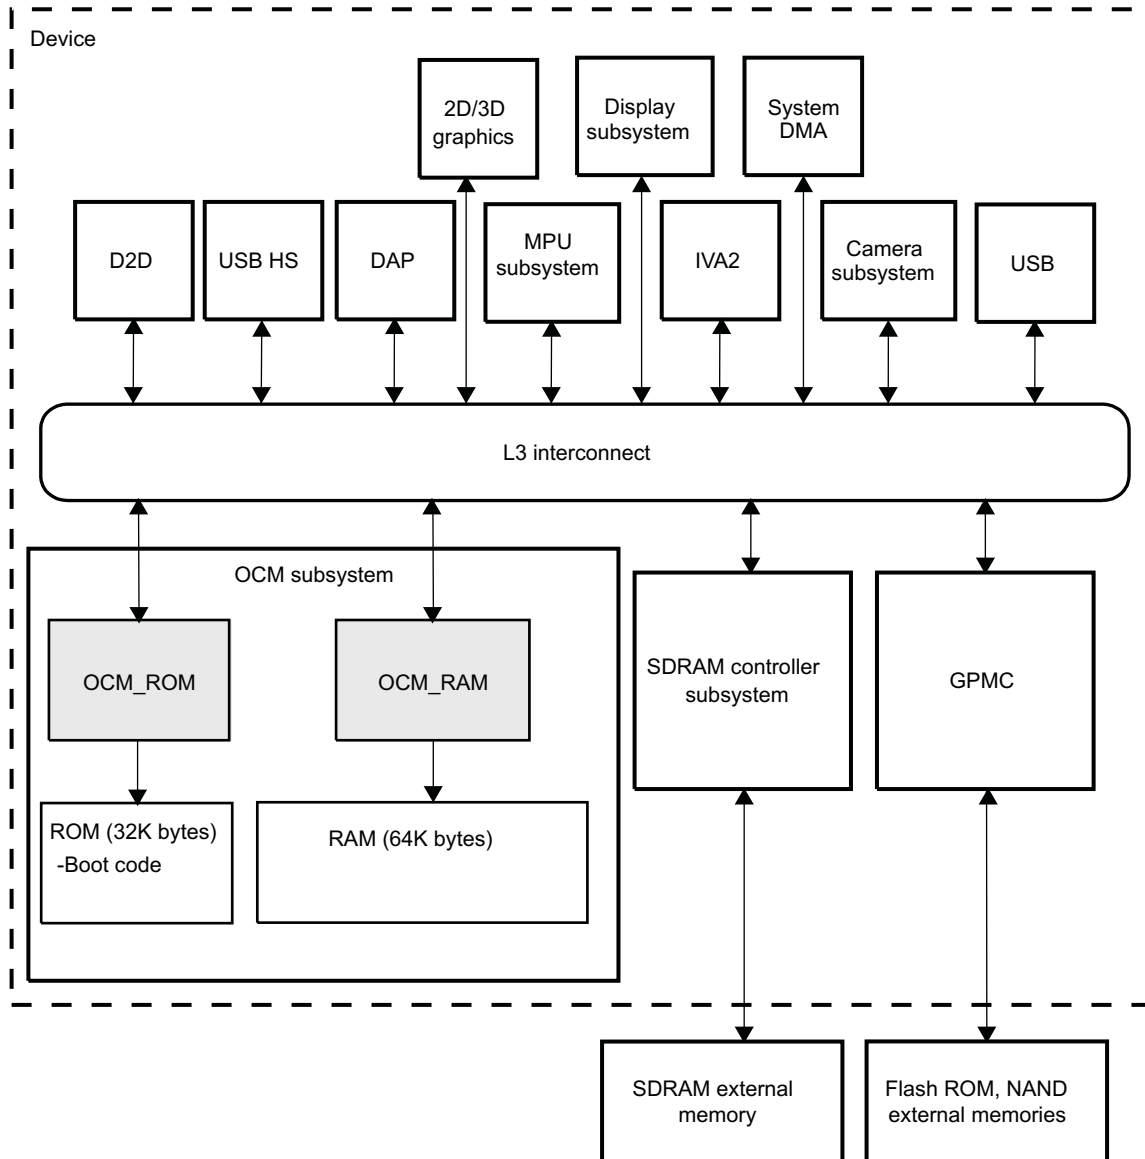 Device
2D/3D
graphics
Display
subsystem
System
DMA
D2D
USB HS
DAP
MPU
subsystem
IVA2
Camera
subsystem
USB
L3 interconnect
OCM subsystem
OCM_ROM
OCM_RAM
SDRAM controller
subsystem
GPMC
ROM (32K bytes)
-Boot code
RAM (64K bytes)
SDRAM external
memory
Flash ROM, NAND
external memories